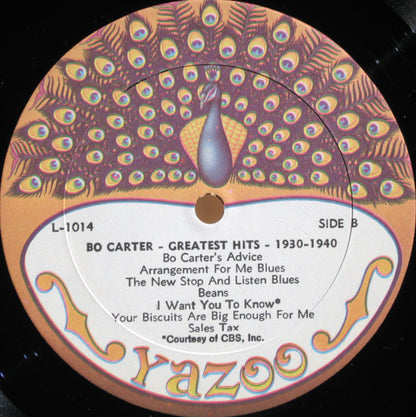 L-1014 SIDE B
BO CARTER - GREATEST HITS - 1930-1940
Bo Carter's Advice
Arrangement For Me Blues
The New Stop And Listen Blues
Beans
I Want You To Know*
Your Biscuits Are Big Enough For Me
Sales Tax
*Courtesy of CBS, Inc.
Yazoo